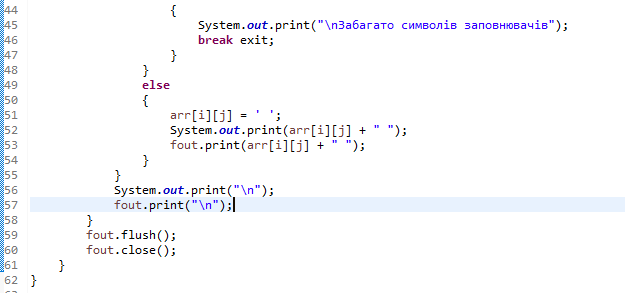 44 {
45 System.out.print("\nЗабагато символів заповнювачів");
46 break exit;
47 }
48 }
49 else
50 {
51 arr[i][j] = ' ';
52 System.out.print(arr[i][j] + " ");
53 fout.print(arr[i][j] + " ");
54 }
55 }
56 System.out.print("\n");
57 fout.print("\n");
58 }
59 fout.flush();
60 fout.close();
61 }
62 }